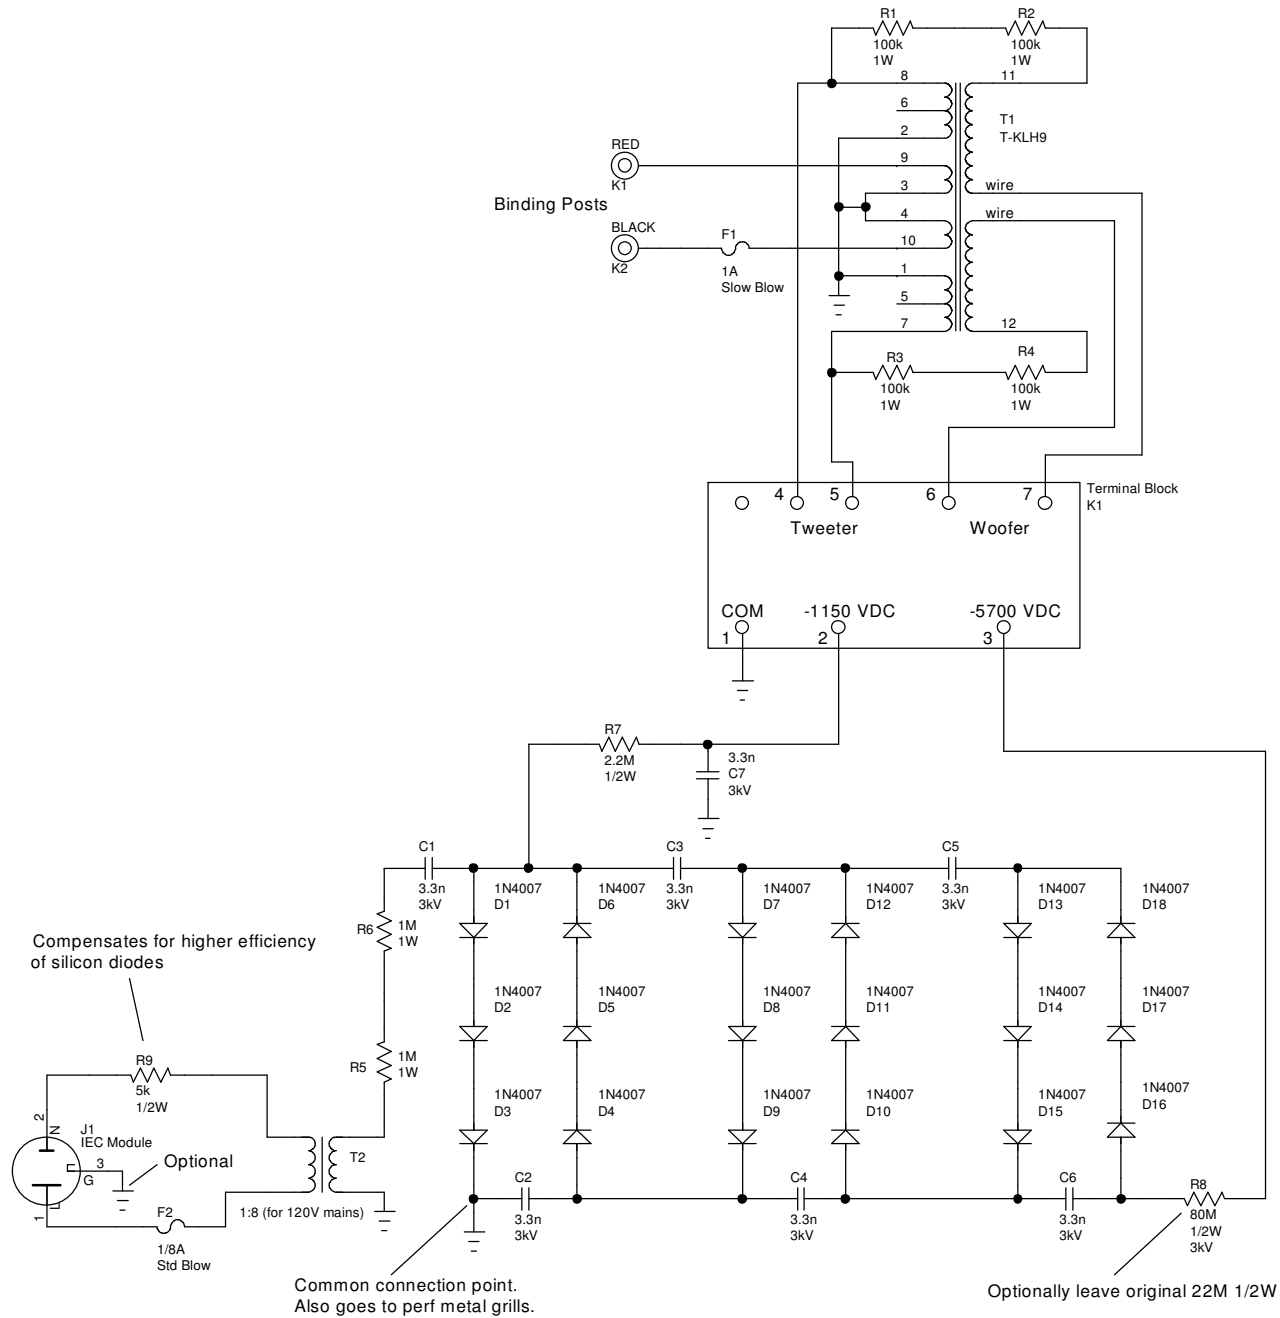 R1
100k
1W
R2
100k
1W
8
11
6
T1
T-KLH9
2
RED
K1
9
3
wire
Binding Posts
4
wire
BLACK
K2
F1
1A
Slow Blow
10
1
5
7
12
R3
100k
1W
R4
100k
1W
4
5
6
7
Terminal Block
K1
Tweeter
Woofer
COM
-1150 VDC
-5700 VDC
1
2
3
R7
2.2M
1/2W
3.3n
C7
3kV
C1
3.3n
3kV
C3
3.3n
3kV
C5
3.3n
3kV
1N4007
D1
1N4007
D6
1N4007
D7
1N4007
D12
1N4007
D13
1N4007
D18
R6
1M
1W
Compensates for higher efficiency
of silicon diodes
1N4007
D2
1N4007
D5
1N4007
D8
1N4007
D11
1N4007
D14
1N4007
D17
R5
1M
1W
R9
5k
1/2W
1N4007
D3
1N4007
D4
1N4007
D9
1N4007
D10
1N4007
D15
1N4007
D16
2
N
J1
IEC Module
3
G
Optional
L
1
T2
1:8 (for 120V mains)
F2
1/8A
Std Blow
C2
3.3n
3kV
C4
3.3n
3kV
C6
3.3n
3kV
R8
80M
1/2W
3kV
Common connection point.
Also goes to perf metal grills.
Optionally leave original 22M 1/2W